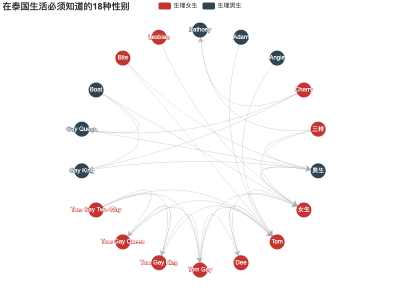 在泰国生活必须知道的18种性别
生理女生 生理男生
Cathoey
Lesbian
Adam
Bite
Angie
Boat
Cherry
Gay Queen
三样
Gay King
男生
Tom Gay Two-Way
女生
Tom Gay Queen
Tom
Tom Gay King
Dee
Tom Gay